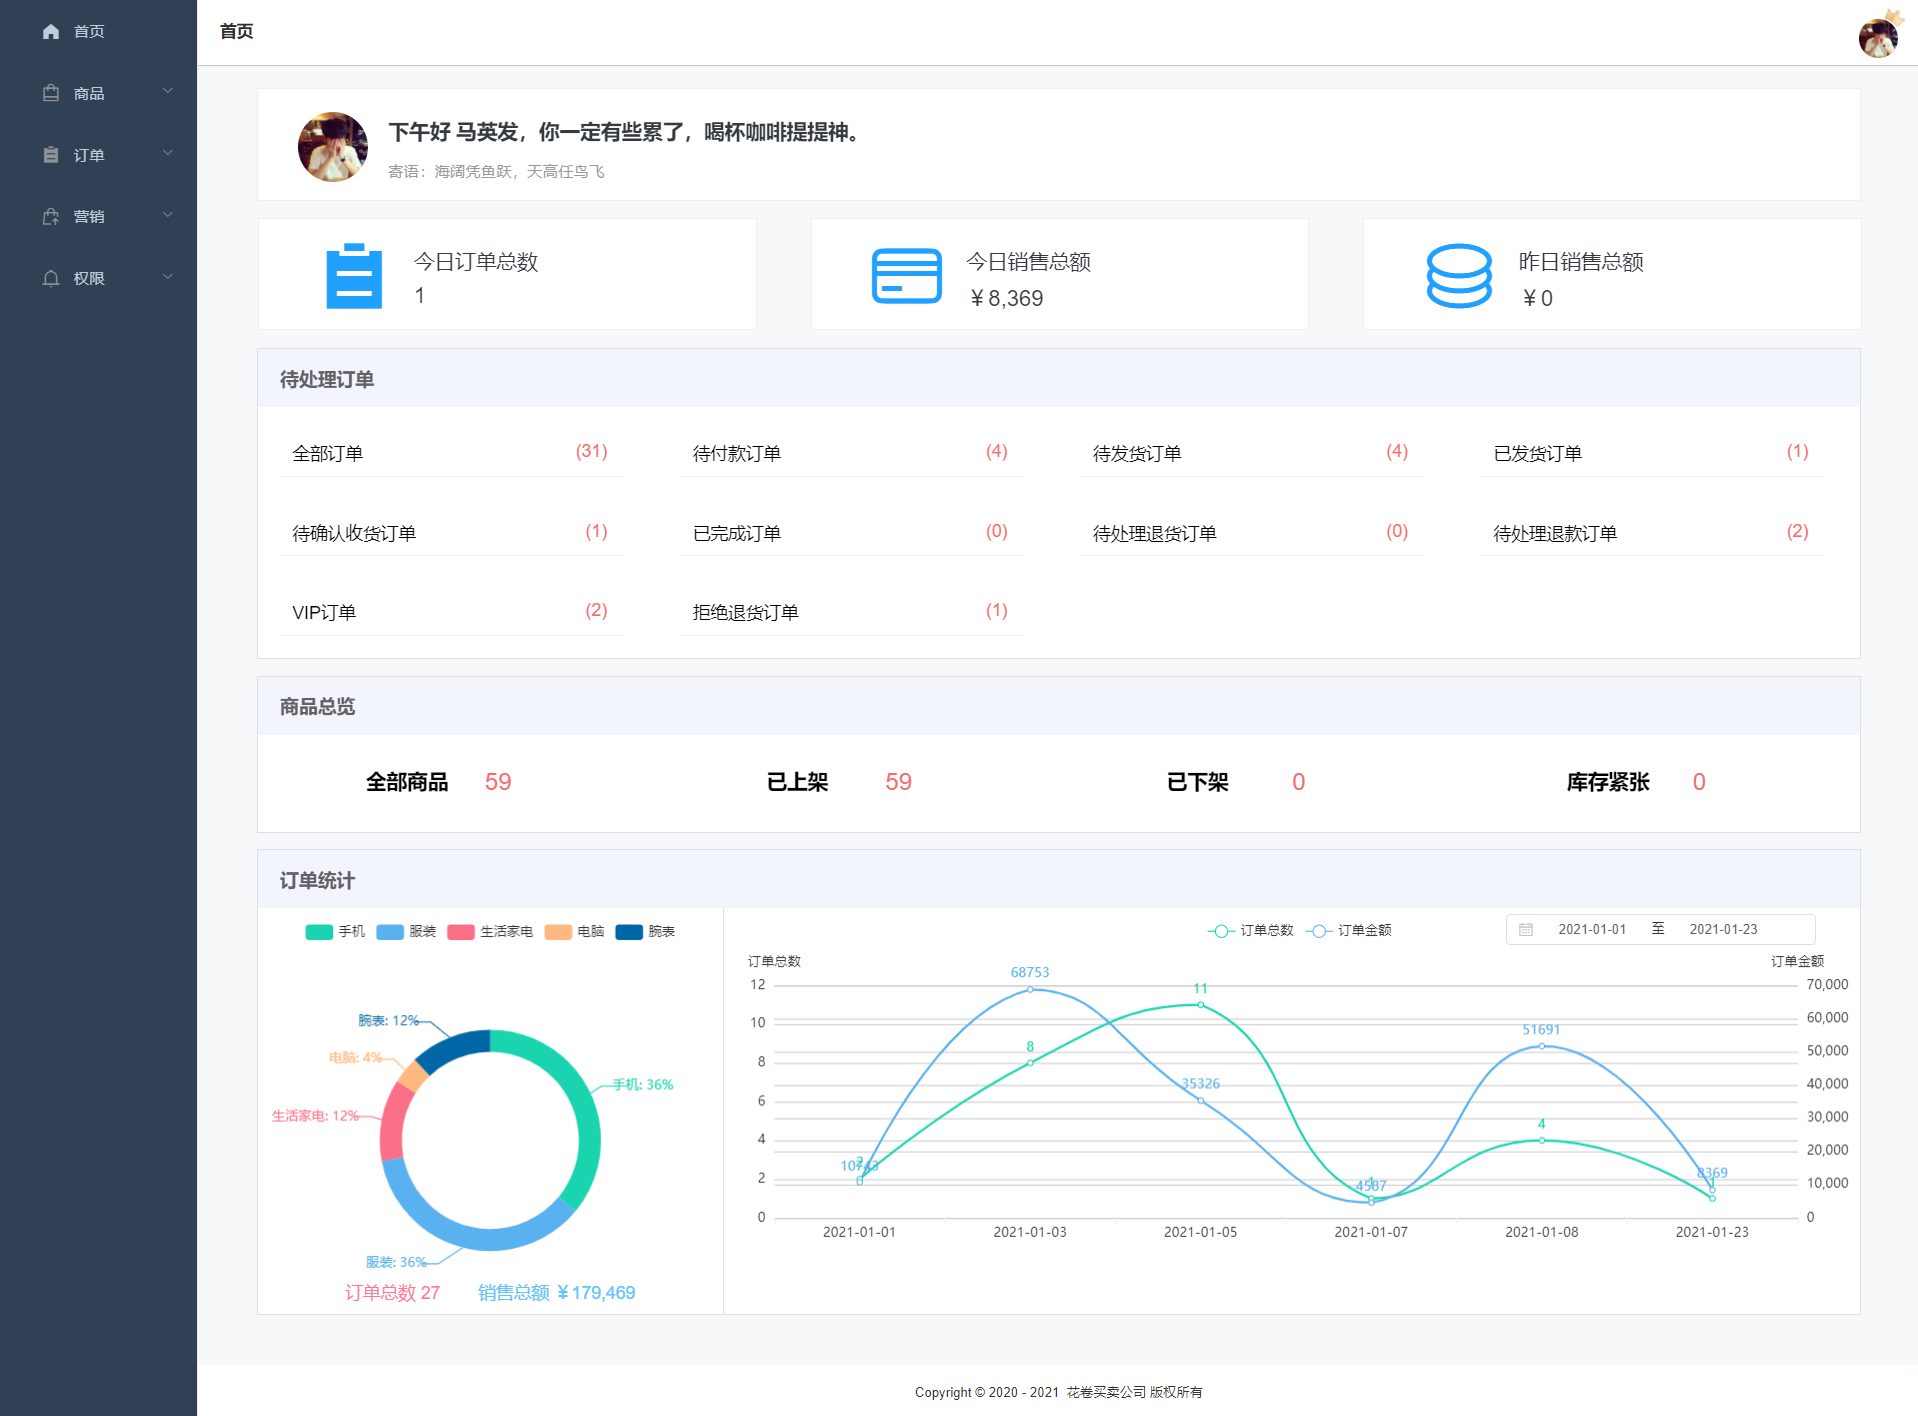 首页
商品
订单
营销
权限
首页
下午好 马英发，你一定有些累了，喝杯咖啡提提神。
寄语：海阔凭鱼跃，天高任鸟飞
今日订单总数
1
今日销售总额
¥ 8,369
昨日销售总额
¥ 0
待处理订单
全部订单 (31)
待付款订单 (4)
待发货订单 (4)
已发货订单 (1)
待确认收货订单 (1)
已完成订单 (0)
待处理退货订单 (0)
待处理退款订单 (2)
VIP订单 (2)
拒绝退货订单 (1)
商品总览
全部商品 59
已上架 59
已下架 0
库存紧张 0
订单统计
手机 服装 生活家电 电脑 腕表
腕表: 12%
电脑: 4%
手机: 36%
生活家电: 12%
服装: 36%
订单总数 27 销售总额 ¥ 179,469
订单总数 订单金额
2021-01-01 至 2021-01-23
订单总数
订单金额
12
10
8
6
4
2
0
70,000
60,000
50,000
40,000
30,000
20,000
10,000
0
68753
11
8
51691
35326
4
2
10743
1
4587
8369
1
2021-01-01 2021-01-03 2021-01-05 2021-01-07 2021-01-08 2021-01-23
Copyright © 2020 - 2021 花卷买卖公司 版权所有